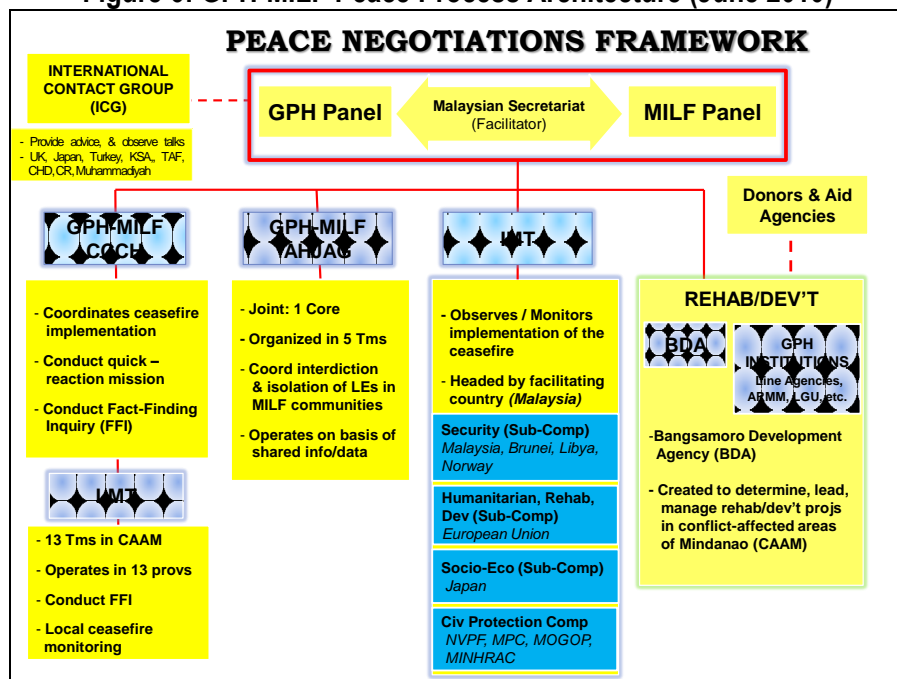 PEACE NEGOTIATIONS FRAMEWORK
INTERNATIONAL
CONTACT GROUP
(ICG)
- Provide advice, & observe talks
- UK, Japan, Turkey, KSA,, TAF,
CHD, CR, Muhammadiyah
GPH Panel
Malaysian Secretariat
(Facilitator)
MILF Panel
Donors & Aid
Agencies
GPH-MILF
CCCH
- Coordinates ceasefire
implementation
- Conduct quick –
reaction mission
- Conduct Fact-Finding
Inquiry (FFI)
LMT
- 13 Tms in CAAM
- Operates in 13 provs
- Conduct FFI
- Local ceasefire
monitoring
GPH-MILF
AHJAG
- Joint: 1 Core
- Organized in 5 Tms
- Coord interdiction
& isolation of LEs in
MILF communities
- Operates on basis of
shared info/data
IMT
- Observes / Monitors
implementation of the
ceasefire
- Headed by facilitating
country (Malaysia)
Security (Sub-Comp)
Malaysia, Brunei, Libya,
Norway
Humanitarian, Rehab,
Dev (Sub-Comp)
European Union
Socio-Eco (Sub-Comp)
Japan
Civ Protection Comp
NVPF, MPC, MOGOP,
MINHRAC
REHAB/DEV'T
BDA
GPH
INSTITUTIONS
Line Agencies,
ARMM, LGU, etc.
-Bangsamoro Development
Agency (BDA)
- Created to determine, lead,
manage rehab/dev't projs
in conflict-affected areas
of Mindanao (CAAM)